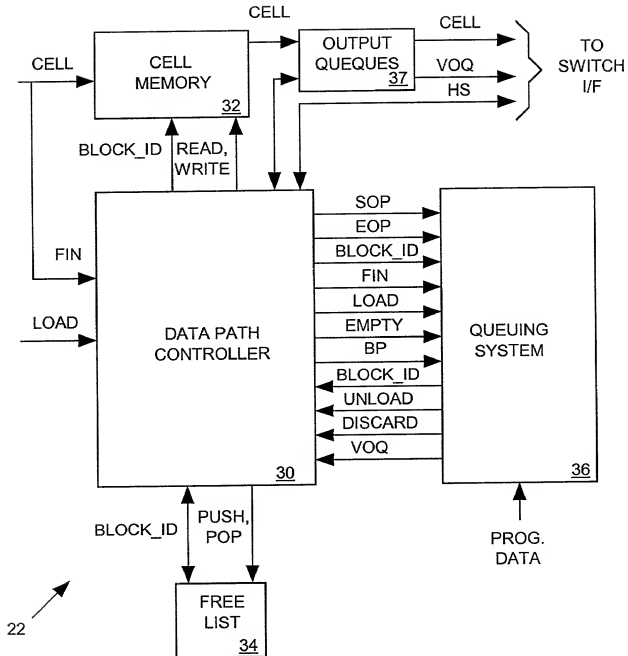 CELL
CELL
MEMORY
32
CELL
OUTPUT
QUEQUES
37
CELL
VOQ
HS
TO
SWITCH
I/F
BLOCK_ID
READ,
WRITE
FIN
LOAD
DATA PATH
CONTROLLER
30
SOP
EOP
BLOCK_ID
FIN
LOAD
EMPTY
BP
BLOCK_ID
UNLOAD
DISCARD
VOQ
QUEUING
SYSTEM
36
BLOCK_ID
PUSH,
POP
PROG.
DATA
FREE
LIST
34
22